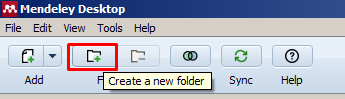 Mendeley Desktop
File Edit View Tools Help
Add F Sync Help
Create a new folder